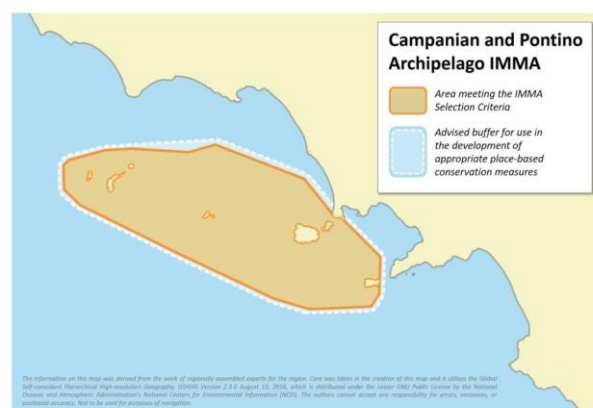 Campanian and Pontino
Archipelago IMMA
Area meeting the IMMA
Selection Criteria
Advised buffer for use in
the development of
appropriate place-based
conservation measures
The information on this map was derived from the work of regionally assembled experts for the region. Care was taken in the creation of this map and it utilises the Global
Self-consistent Hierarchical High-resolution Geography, GSHHG Version 2.3.6 August 19, 2016, which is distributed under the Lesser GNU Public License by the National
Oceanic and Atmospheric Administration's National Centers for Environmental Information (NCEI). The authors cannot accept any responsibility for errors, omissions, or
positional accuracy. Not to be used for purposes of navigation.